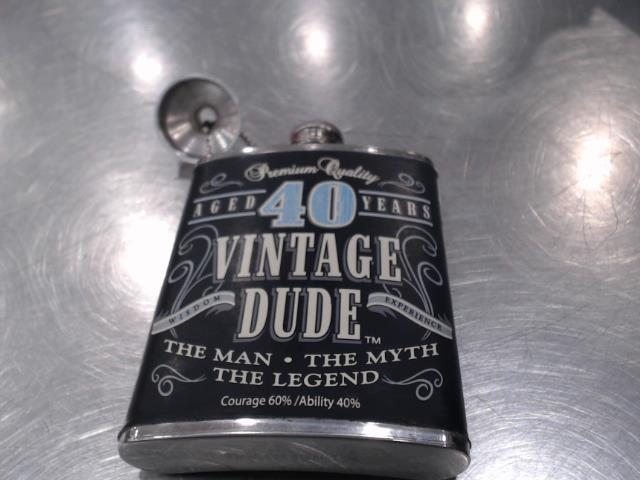 Premium Quality
AGED 40 YEARS
VINTAGE
DUDE™
WISDOM EXPERIENCE
THE MAN • THE MYTH
THE LEGEND
Courage 60% / Ability 40%